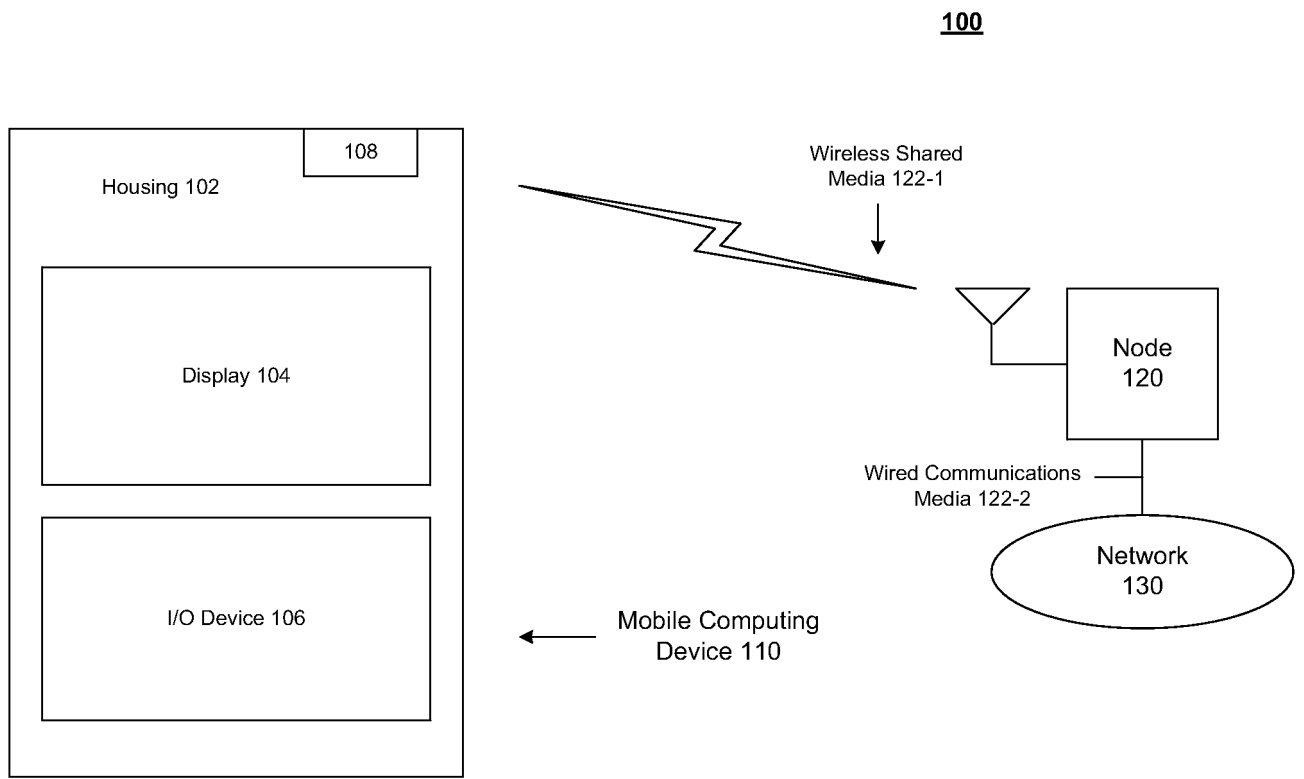 100
108
Housing 102
Wireless Shared
Media 122-1
Display 104
Node
120
Wired Communications
Media 122-2
Network
130
I/O Device 106
Mobile Computing
Device 110